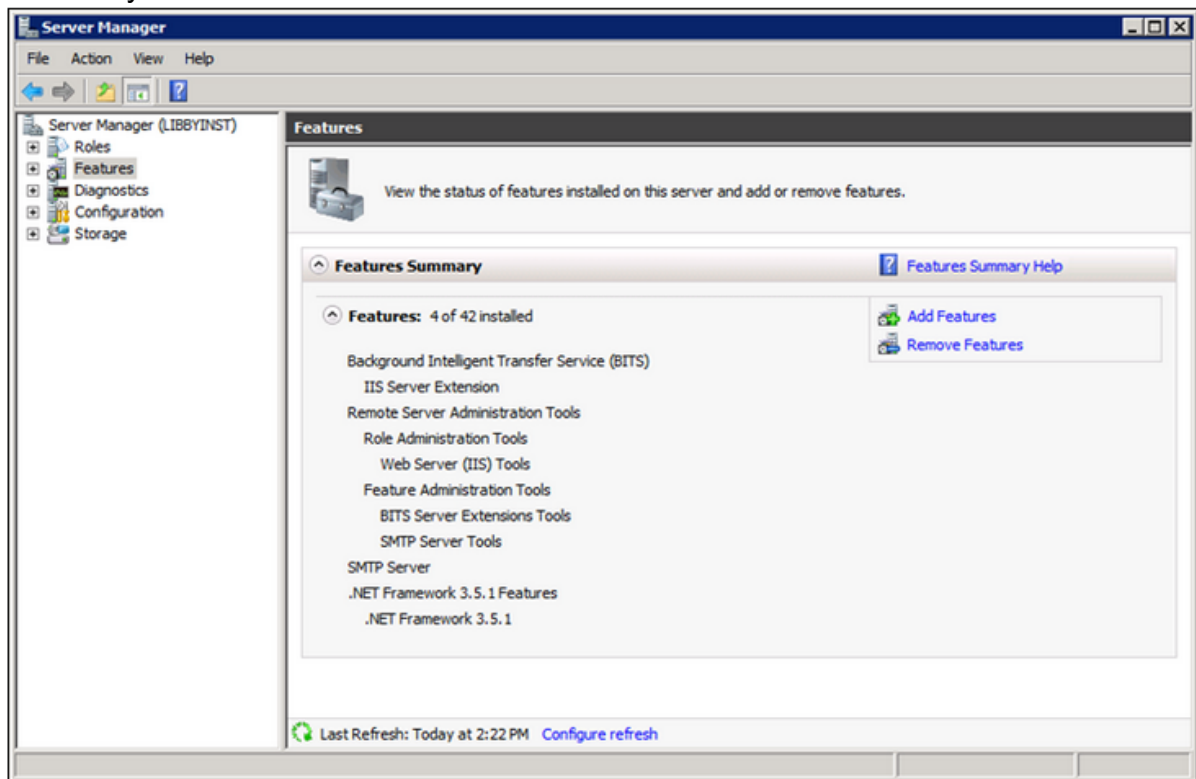 Server Manager
File Action View Help
Server Manager (LIBBYINST)
Roles
Features
Diagnostics
Configuration
Storage
Features
View the status of features installed on this server and add or remove features.
Features Summary
Features Summary Help
Features: 4 of 42 installed
Add Features
Remove Features
Background Intelligent Transfer Service (BITS)
IIS Server Extension
Remote Server Administration Tools
Role Administration Tools
Web Server (IIS) Tools
Feature Administration Tools
BITS Server Extensions Tools
SMTP Server Tools
SMTP Server
.NET Framework 3.5.1 Features
.NET Framework 3.5.1
Last Refresh: Today at 2:22 PM Configure refresh